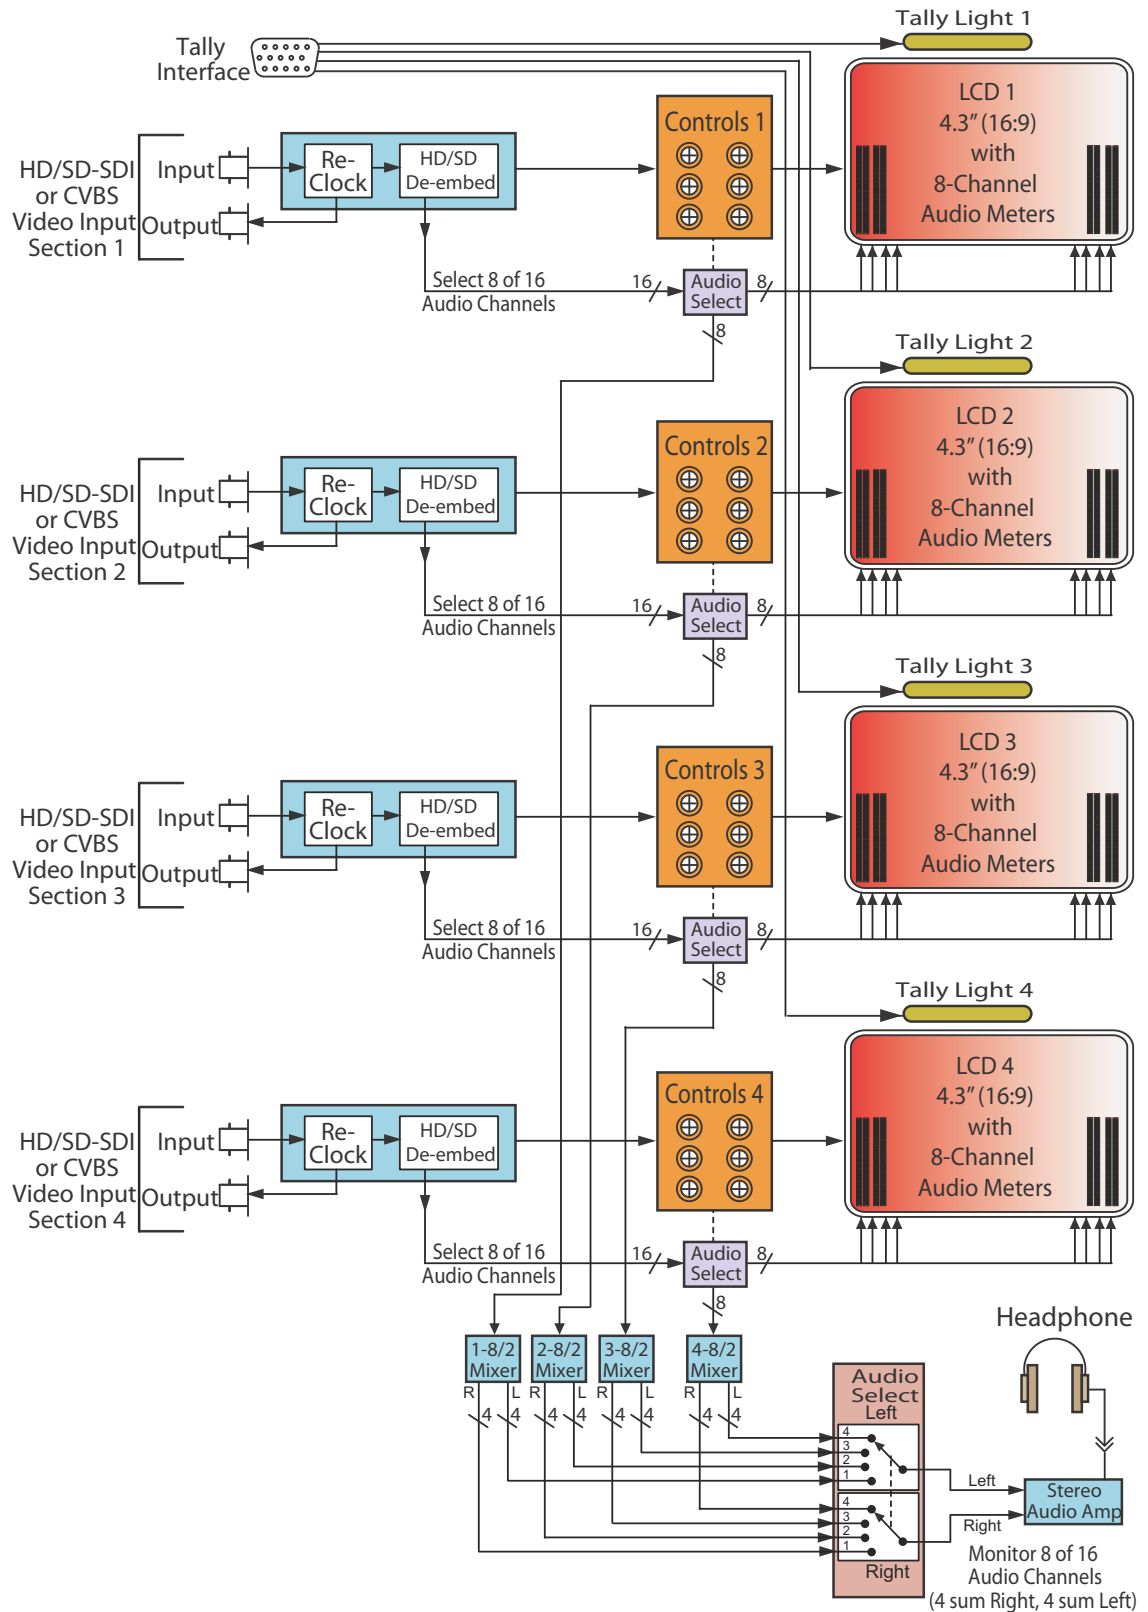 Tally Light 1
Tally
Interface
LCD 1
4.3" (16:9)
with
8-Channel
Audio Meters
Controls 1
HD/SD-SDI
or CVBS
Video Input
Section 1
Input
Output
Re-
Clock
HD/SD
De-embed
Select 8 of 16
Audio Channels
16
Audio
Select
8
8
Tally Light 2
LCD 2
4.3" (16:9)
with
8-Channel
Audio Meters
Controls 2
HD/SD-SDI
or CVBS
Video Input
Section 2
Input
Output
Re-
Clock
HD/SD
De-embed
Select 8 of 16
Audio Channels
16
Audio
Select
8
8
Tally Light 3
LCD 3
4.3" (16:9)
with
8-Channel
Audio Meters
Controls 3
HD/SD-SDI
or CVBS
Video Input
Section 3
Input
Output
Re-
Clock
HD/SD
De-embed
Select 8 of 16
Audio Channels
16
Audio
Select
8
8
Tally Light 4
LCD 4
4.3" (16:9)
with
8-Channel
Audio Meters
Controls 4
HD/SD-SDI
or CVBS
Video Input
Section 4
Input
Output
Re-
Clock
HD/SD
De-embed
Select 8 of 16
Audio Channels
16
Audio
Select
8
8
1-8/2
Mixer
2-8/2
Mixer
3-8/2
Mixer
4-8/2
Mixer
R L
R L
R L
R L
4 4
4 4
4 4
4 4
Audio
Select
Left
4
3
2
1
4
3
2
1
Right
Headphone
Left
Right
Stereo
Audio Amp
Monitor 8 of 16
Audio Channels
(4 sum Right, 4 sum Left)